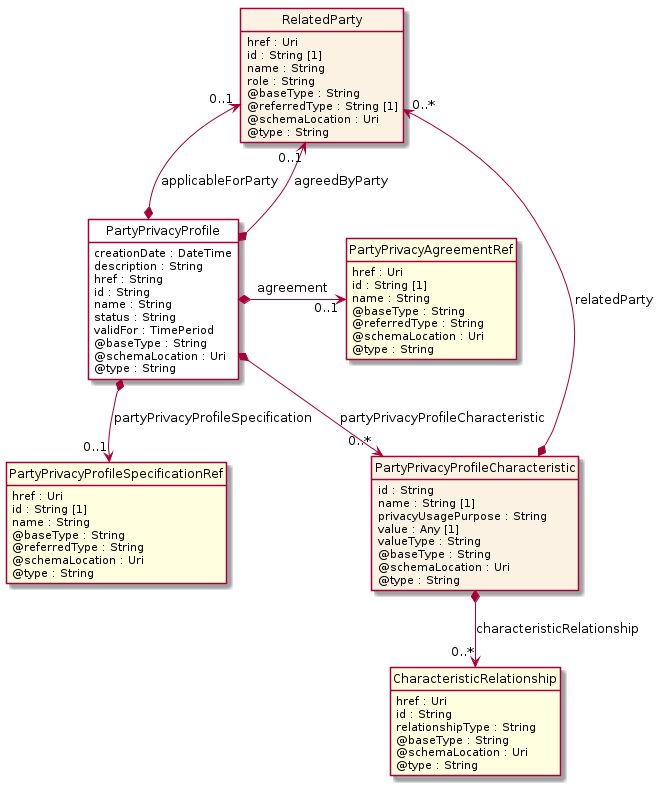 RelatedParty
href : Uri
id : String [1]
name : String
role : String
@baseType : String
@referredType : String [1]
@schemaLocation : Uri
@type : String
0..1
0..*
0..1
applicableForParty
agreedByParty
PartyPrivacyProfile
creationDate : DateTime
description : String
href : String
id : String
name : String
status : String
validFor : TimePeriod
@baseType : String
@schemaLocation : Uri
@type : String
agreement
0..1
PartyPrivacyAgreementRef
href : Uri
id : String [1]
name : String
@baseType : String
@referredType : String
@schemaLocation : Uri
@type : String
relatedParty
partyPrivacyProfileSpecification
0..1
partyPrivacyProfileCharacteristic
0..*
PartyPrivacyProfileSpecificationRef
href : Uri
id : String [1]
name : String
@baseType : String
@referredType : String
@schemaLocation : Uri
@type : String
PartyPrivacyProfileCharacteristic
id : String
name : String [1]
privacyUsagePurpose : String
value : Any [1]
valueType : String
@baseType : String
@schemaLocation : Uri
@type : String
characteristicRelationship
0..*
CharacteristicRelationship
href : Uri
id : String
relationshipType : String
@baseType : String
@schemaLocation : Uri
@type : String